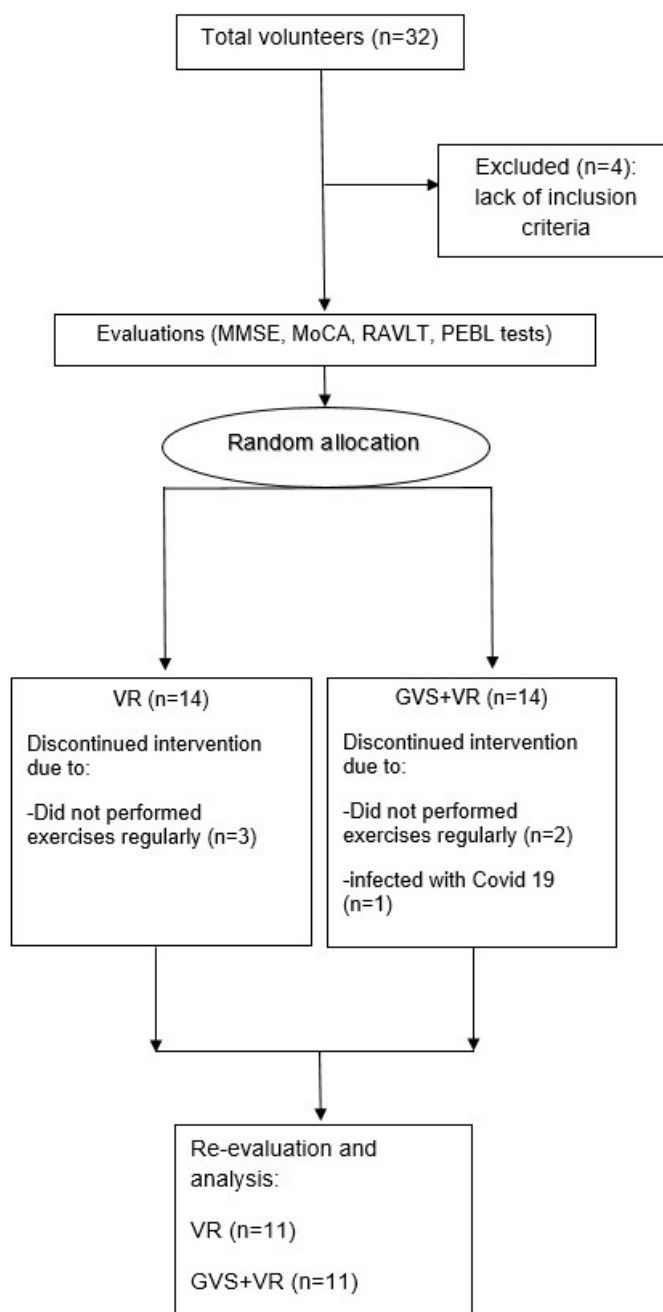 Total volunteers (n=32)
Excluded (n=4):
lack of inclusion
criteria
Evaluations (MMSE, MoCA, RAVLT, PEBL tests)
Random allocation
VR (n=14)
Discontinued intervention
due to:
-Did not performed
exercises regularly (n=3)
GVS+VR (n=14)
Discontinued intervention
due to:
-Did not performed
exercises regularly (n=2)
-infected with Covid 19
(n=1)
Re-evaluation and
analysis:
VR (n=11)
GVS+VR (n=11)